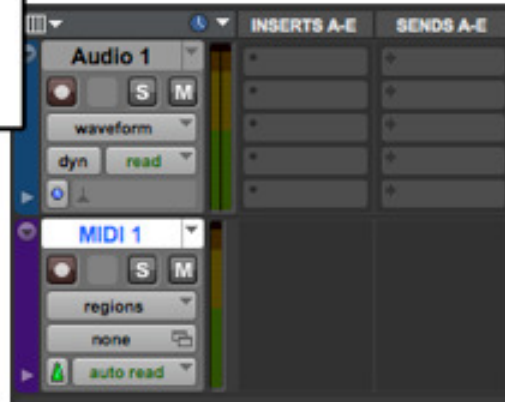 INSERTS A-E SENDS A-E
Audio 1
S M
waveform
dyn read
MIDI 1
S M
regions
none
auto read